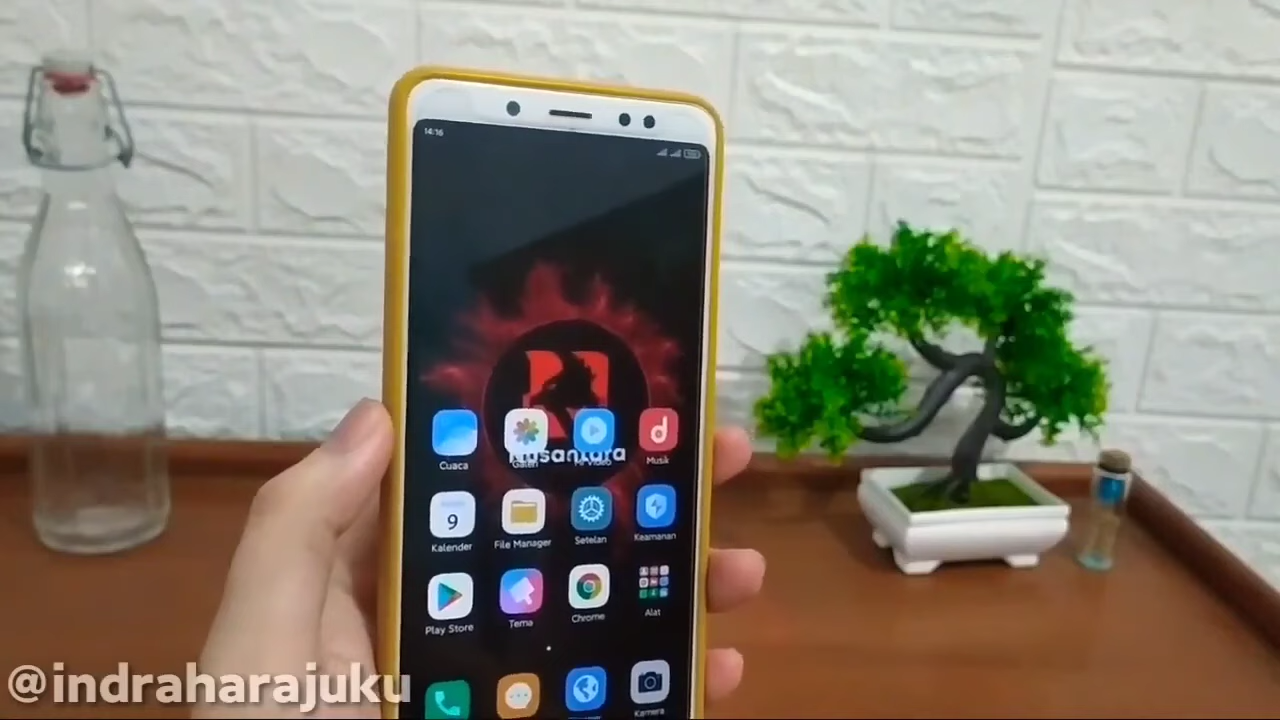 14:16
Nusantara
Cuaca
Galeri
Mi Video
Musik
9
Kalender
File Manager
Setelan
Keamanan
Play Store
Tema
Chrome
Alat
Kamera
@indraharajuku